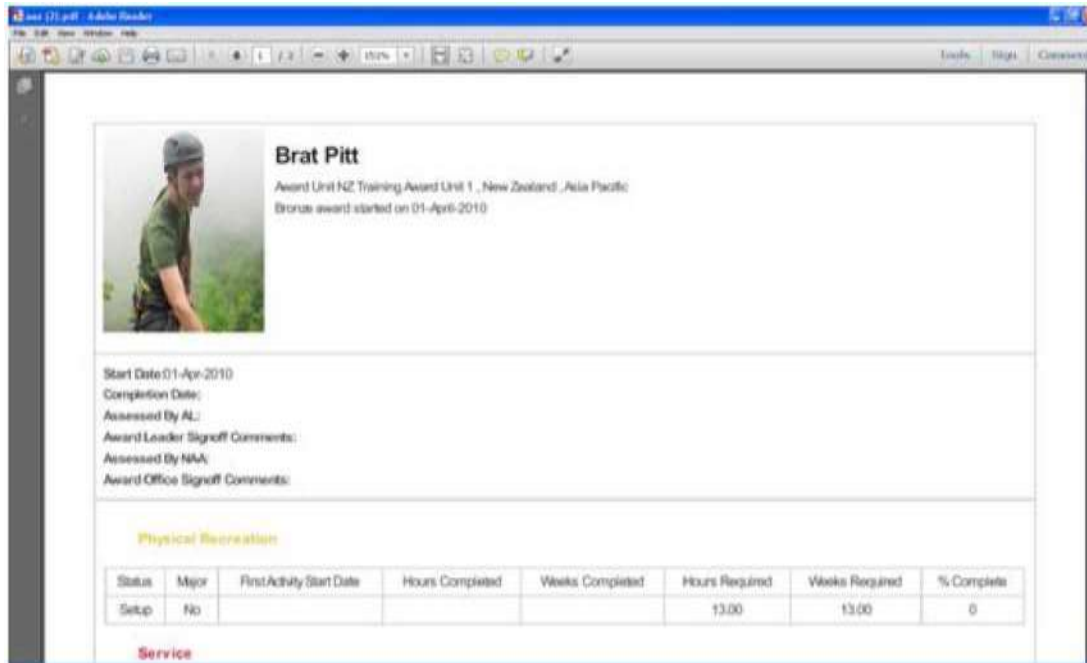 (2).pdf - Adobe Reader
File Edit View Window Help
1 / 2
Tools Sign Comment
Brat Pitt
Award Unit NZ Training Award Unit 1 , New Zealand , Asia Pacific
Bronze award started on 01-April-2010
Start Date:01-Apr-2010
Completion Date:
Assessed By AL:
Award Leader Signoff Comments:
Assessed By NAA:
Award Office Signoff Comments:
Physical Recreation
Status Major First Activity Start Date Hours Completed Weeks Completed Hours Required Weeks Required % Complete
Setup No 13.00 13.00 0
Service